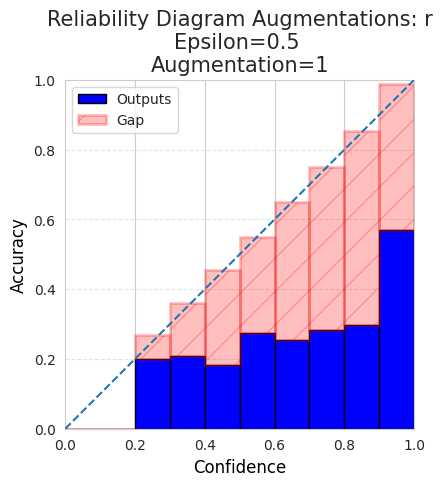 Reliability Diagram Augmentations: r
Epsilon=0.5
Augmentation=1
1.0
0.8
0.6
0.4
0.2
0.0
Accuracy
Outputs
Gap
0.0 0.2 0.4 0.6 0.8 1.0
Confidence